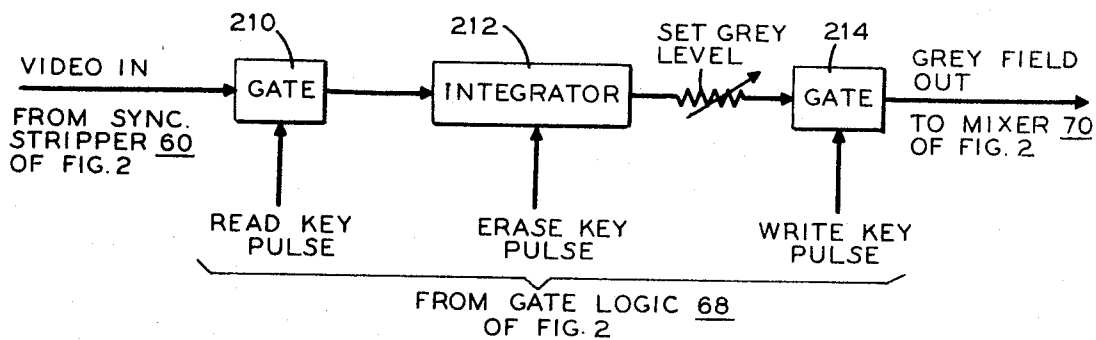 210
212
214
SET GREY
LEVEL
VIDEO IN
GATE
INTEGRATOR
GATE
GREY FIELD
OUT
FROM SYNC.
STRIPPER 60
OF FIG. 2
TO MIXER 70
OF FIG. 2
READ KEY
PULSE
ERASE KEY
PULSE
WRITE KEY
PULSE
FROM GATE LOGIC 68
OF FIG. 2